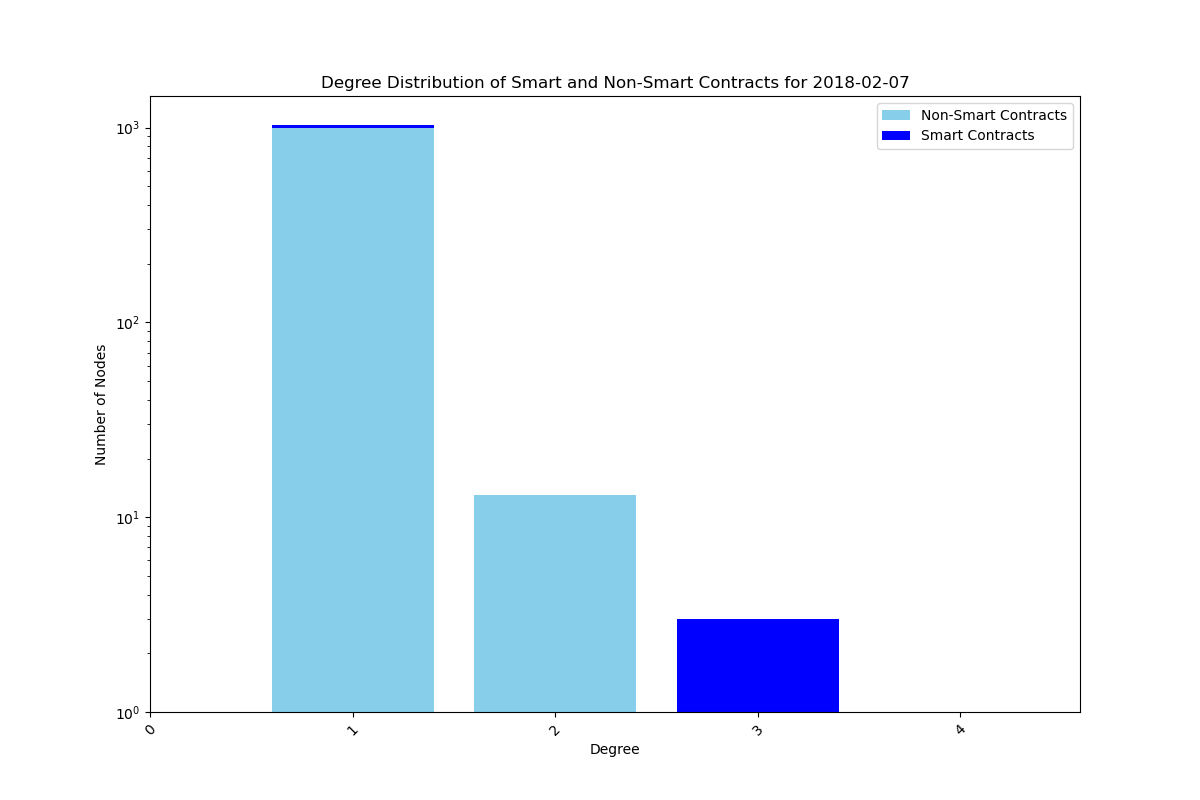 Degree Distribution of Smart and Non-Smart Contracts for 2018-02-07
Non-Smart Contracts
Smart Contracts
10³
10²
10¹
10⁰
Number of Nodes
0 1 2 3 4
Degree